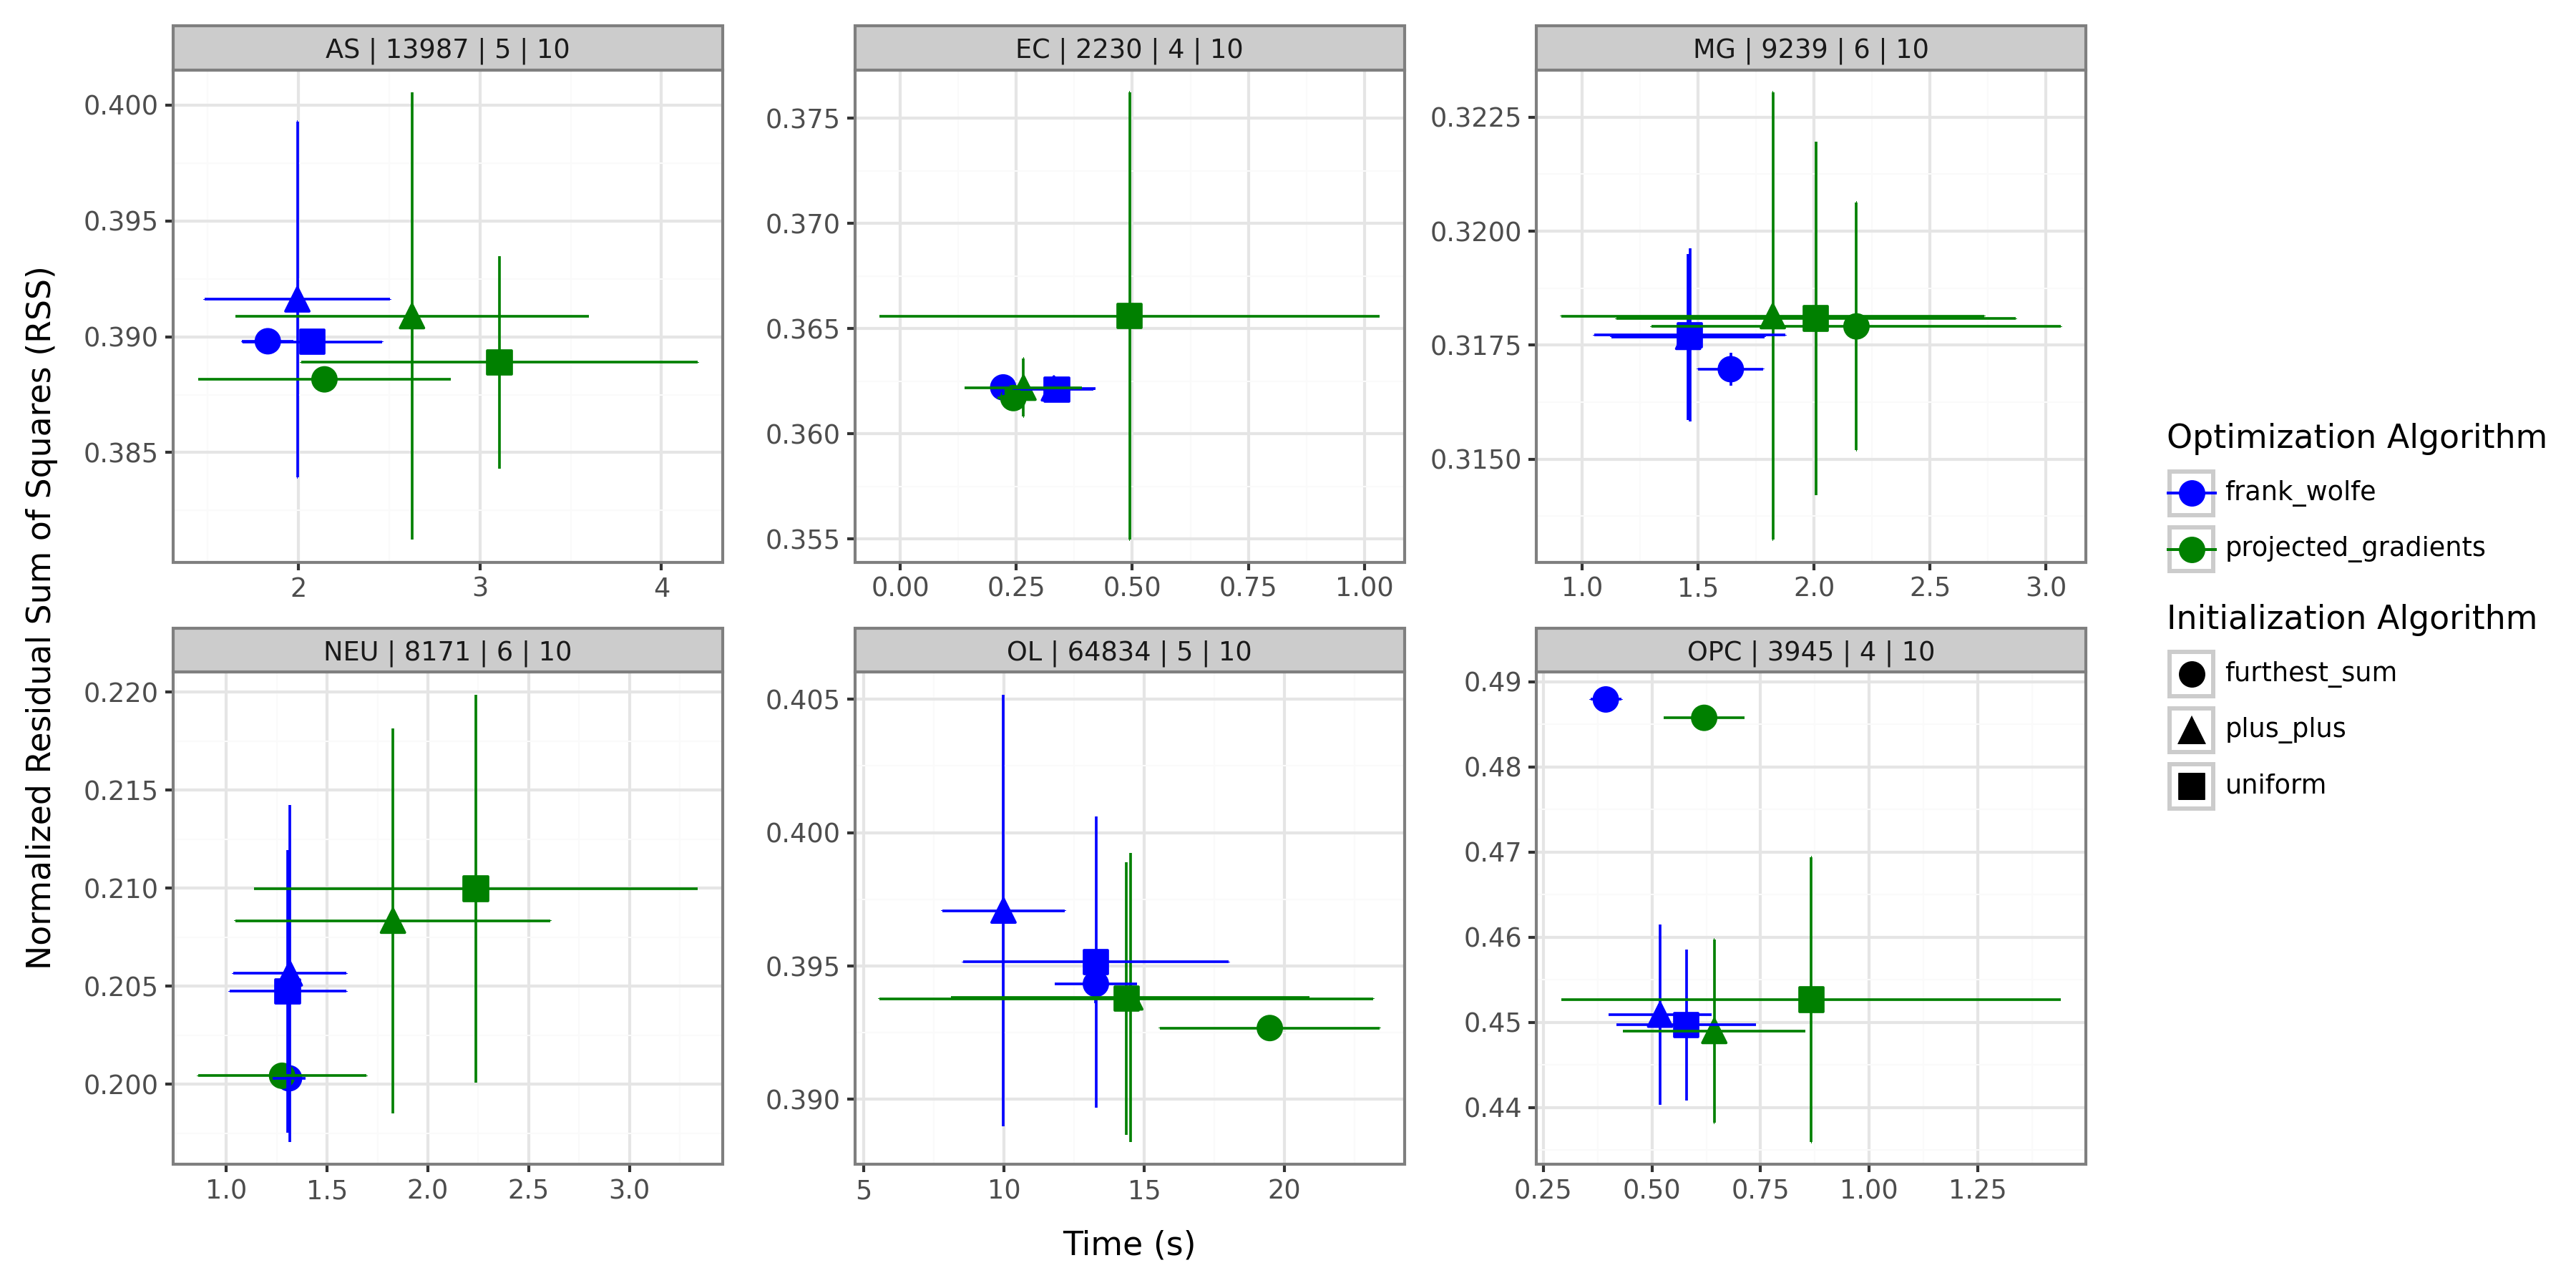 AS | 13987 | 5 | 10
EC | 2230 | 4 | 10
MG | 9239 | 6 | 10
0.400
0.395
0.390
0.385
2 3 4
0.375
0.370
0.365
0.360
0.355
0.00 0.25 0.50 0.75 1.00
0.3225
0.3200
0.3175
0.3150
1.0 1.5 2.0 2.5 3.0
NEU | 8171 | 6 | 10
OL | 64834 | 5 | 10
OPC | 3945 | 4 | 10
0.220
0.215
0.210
0.205
0.200
1.0 1.5 2.0 2.5 3.0
0.405
0.400
0.395
0.390
5 10 15 20
0.49
0.48
0.47
0.46
0.45
0.44
0.25 0.50 0.75 1.00 1.25
Normalized Residual Sum of Squares (RSS)
Time (s)
Optimization Algorithm
frank_wolfe
projected_gradients
Initialization Algorithm
furthest_sum
plus_plus
uniform